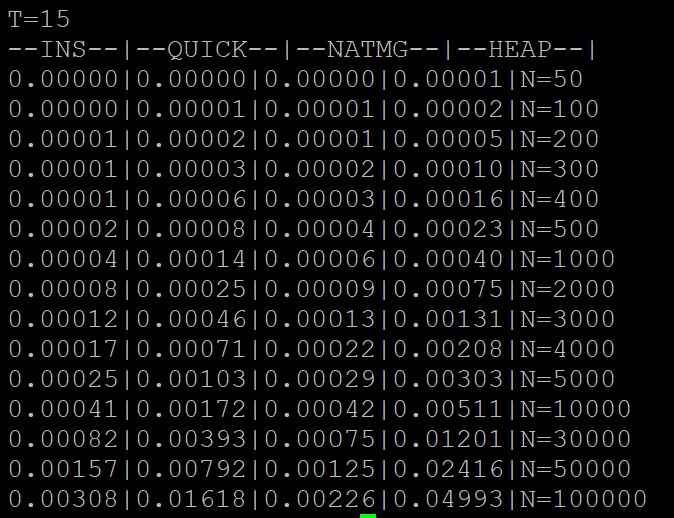 T=15
--INS--|--QUICK--|--NATMG--|--HEAP--|
0.00000|0.00000|0.00000|0.00001|N=50
0.00000|0.00001|0.00001|0.00002|N=100
0.00001|0.00002|0.00001|0.00005|N=200
0.00001|0.00003|0.00002|0.00010|N=300
0.00001|0.00006|0.00003|0.00016|N=400
0.00002|0.00008|0.00004|0.00023|N=500
0.00004|0.00014|0.00006|0.00040|N=1000
0.00008|0.00025|0.00009|0.00075|N=2000
0.00012|0.00046|0.00013|0.00131|N=3000
0.00017|0.00071|0.00022|0.00208|N=4000
0.00025|0.00103|0.00029|0.00303|N=5000
0.00041|0.00172|0.00042|0.00511|N=10000
0.00082|0.00393|0.00075|0.01201|N=30000
0.00157|0.00792|0.00125|0.02416|N=50000
0.00308|0.01618|0.00226|0.04993|N=100000